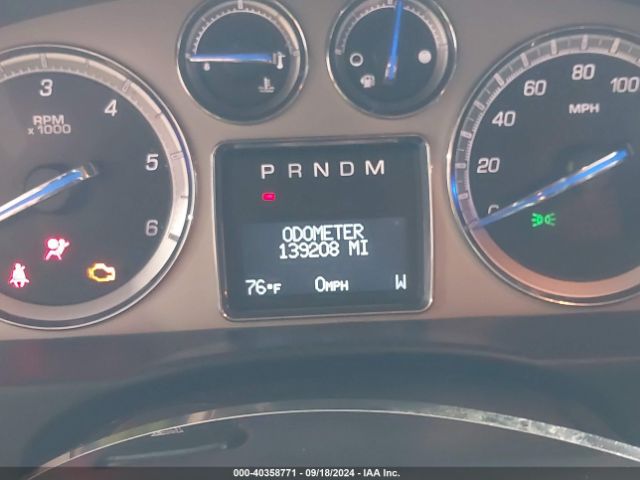 3
4
5
6
RPM
x 1000
20
40
60
80
100
MPH
P R N D M
ODOMETER
139208 MI
76°F 0MPH W
000-40358771 - 09/18/2024 - IAA Inc.